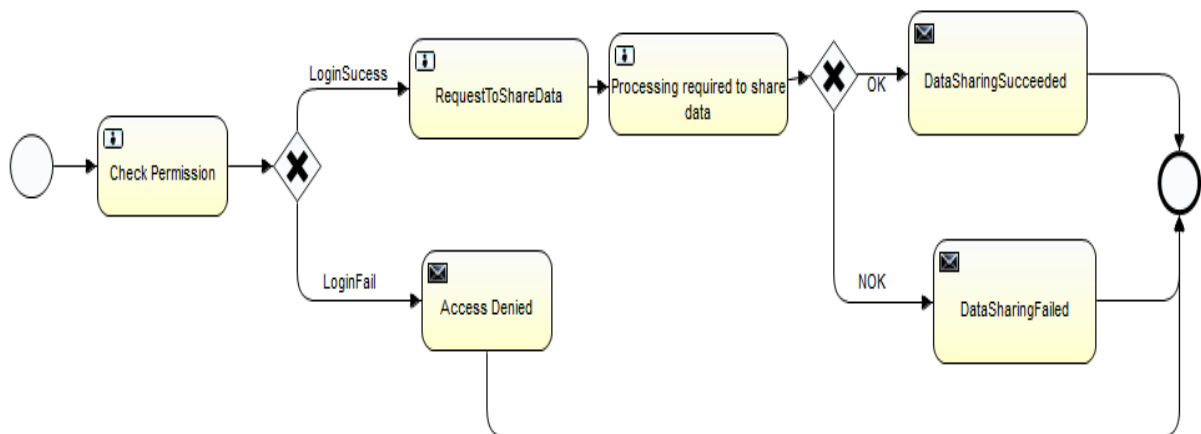 LoginSucess
RequestToShareData
Processing required to share
data
OK
DataSharingSucceeded
Check Permission
LoginFail
Access Denied
NOK
DataSharingFailed